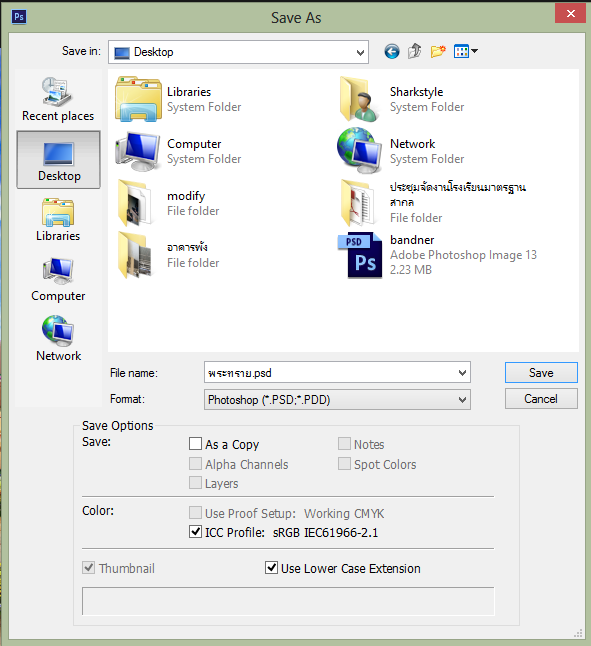 Ps
Save As
Save in: Desktop
Recent places
Desktop
Libraries
Computer
Network
Libraries
System Folder
Sharkstyle
System Folder
Computer
System Folder
Network
System Folder
modify
File folder
ประชุมจัดงานโรงเรียนมาตรฐาน
สากล
File folder
อาคารพัง
File folder
PSD
Ps
bandner
Adobe Photoshop Image 13
2.23 MB
File name: พระทราย.psd Save
Format: Photoshop (*.PSD;*.PDD) Cancel
Save Options
Save: As a Copy Notes
Alpha Channels Spot Colors
Layers
Color: Use Proof Setup: Working CMYK
ICC Profile: sRGB IEC61966-2.1
Thumbnail Use Lower Case Extension